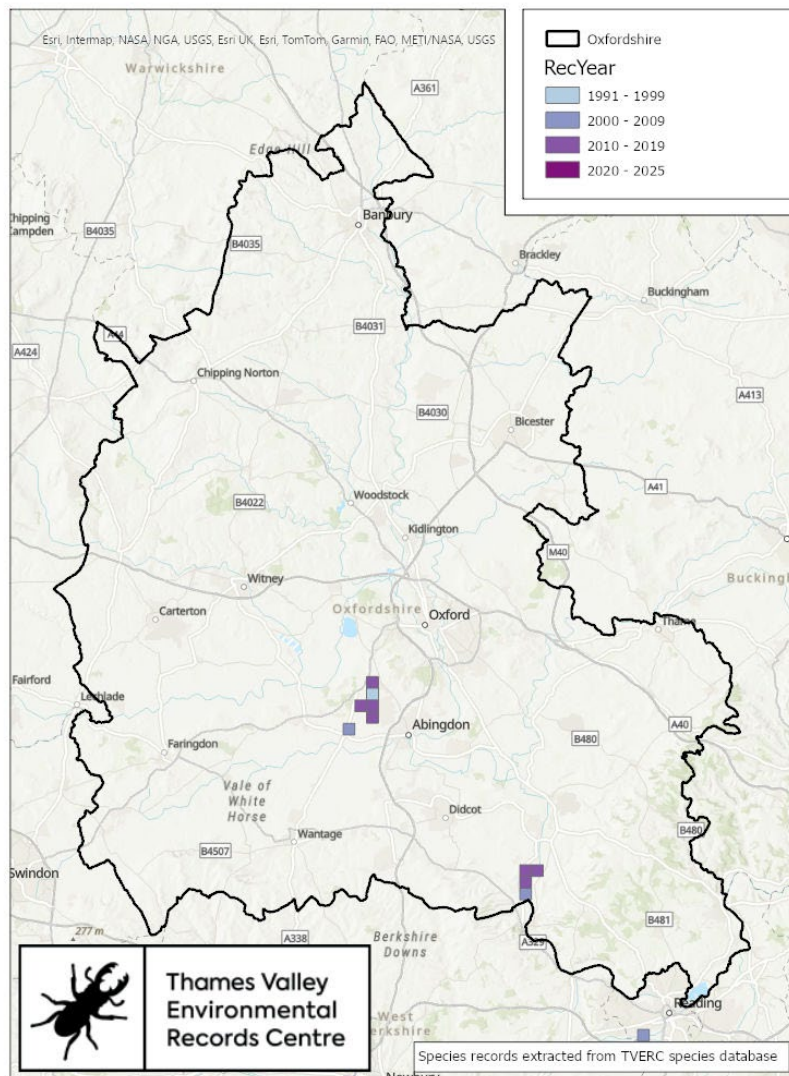 Esri, Intermap, NASA, NGA, USGS, Esri UK, Esri, TomTom, Garmin, FAO, METI/NASA, USGS
Oxfordshire
RecYear
1991 - 1999
2000 - 2009
2010 - 2019
2020 - 2025
Warwickshire
A361
Edge Hill
Banbury
Chipping
Campden
B4035
B4035
Brackley
Buckingham
A44
B4031
A424
Chipping Norton
B4030
A413
Bicester
B4022
Woodstock
A41
Kidlington
M40
Witney
Oxfordshire
Carterton
Oxford
Thame
Fairford
Lechlade
Abingdon
B480
A40
Faringdon
Vale of
White
Horse
Didcot
Wantage
B480
B4507
Swindon
277 m
A338
Berkshire
Downs
A329
B481
Reading
West
Thames Valley
Environmental
Records Centre
Species records extracted from TVERC species database